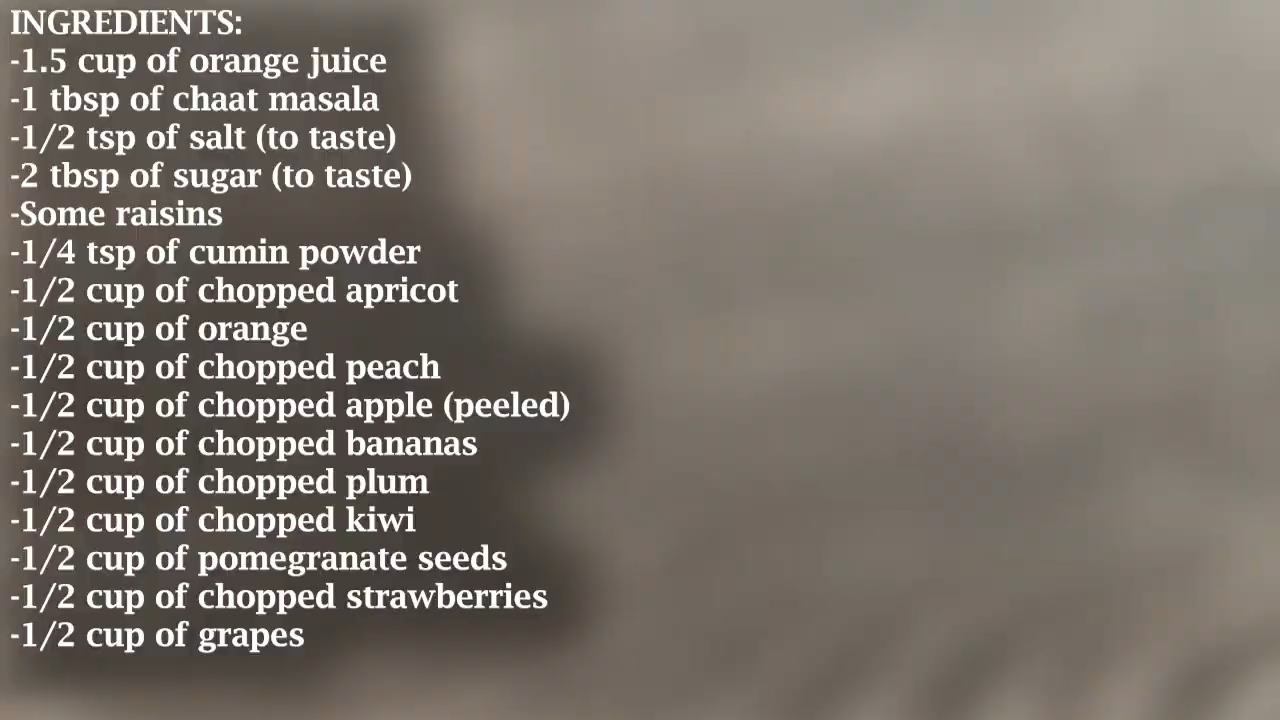 INGREDIENTS:
-1.5 cup of orange juice
-1 tbsp of chaat masala
-1/2 tsp of salt (to taste)
-2 tbsp of sugar (to taste)
-Some raisins
-1/4 tsp of cumin powder
-1/2 cup of chopped apricot
-1/2 cup of orange
-1/2 cup of chopped peach
-1/2 cup of chopped apple (peeled)
-1/2 cup of chopped bananas
-1/2 cup of chopped plum
-1/2 cup of chopped kiwi
-1/2 cup of pomegranate seeds
-1/2 cup of chopped strawberries
-1/2 cup of grapes